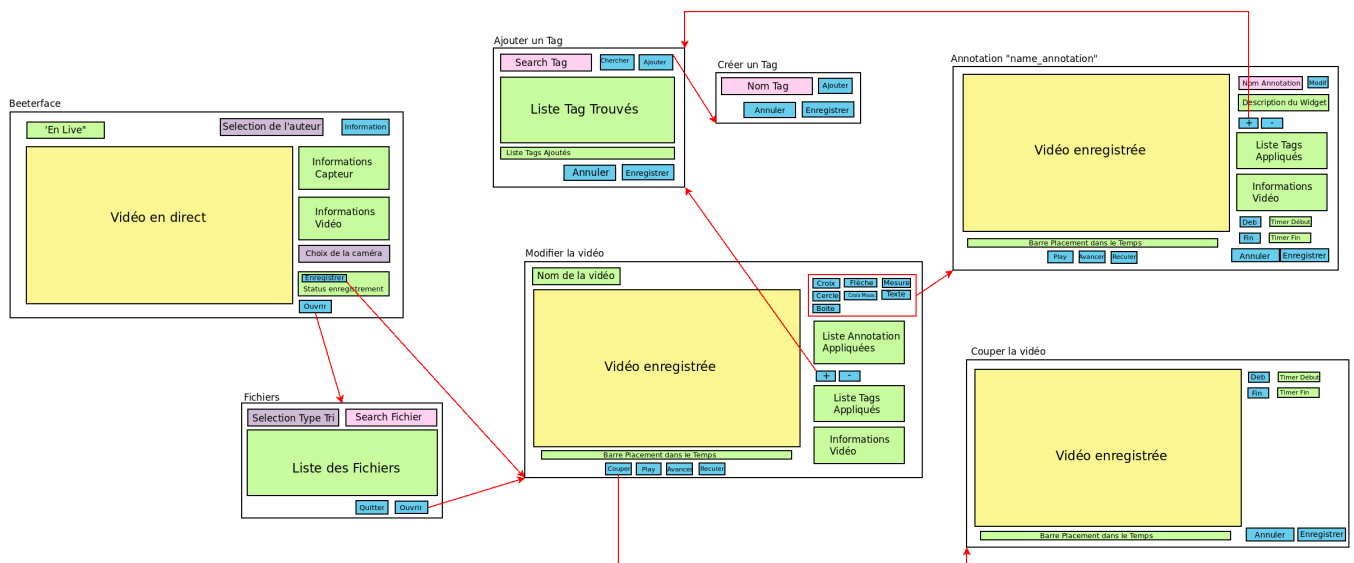 Beeterface
'En Live"
Selection de l'auteur
Information
Vidéo en direct
Informations
Capteur
Informations
Vidéo
Choix de la caméra
Enregistrer
Status enregistrement
Ouvrir
Fichiers
Selection Type Tri
Search Fichier
Liste des Fichiers
Quitter
Ouvrir
Ajouter un Tag
Search Tag
Chercher
Ajouter
Liste Tag Trouvés
Liste Tags Ajoutés
Annuler
Enregistrer
Créer un Tag
Nom Tag
Ajouter
Annuler
Enregistrer
Modifier la vidéo
Nom de la vidéo
Croix
Flèche
Mesure
Cercle
Texte
Boite
Vidéo enregistrée
Liste Annotation
Appliquées
+
-
Liste Tags
Appliqués
Informations
Vidéo
Barre Placement dans le Temps
Couper
Play
Avancer
Reculer
Annotation "name_annotation"
Nom Annotation
Modif
Description du Widget
+
-
Vidéo enregistrée
Liste Tags
Appliqués
Informations
Vidéo
Deb
Timer Début
Fin
Timer Fin
Barre Placement dans le Temps
Play
Avancer
Reculer
Annuler
Enregistrer
Couper la vidéo
Deb
Timer Début
Fin
Timer Fin
Vidéo enregistrée
Barre Placement dans le Temps
Annuler
Enregistrer